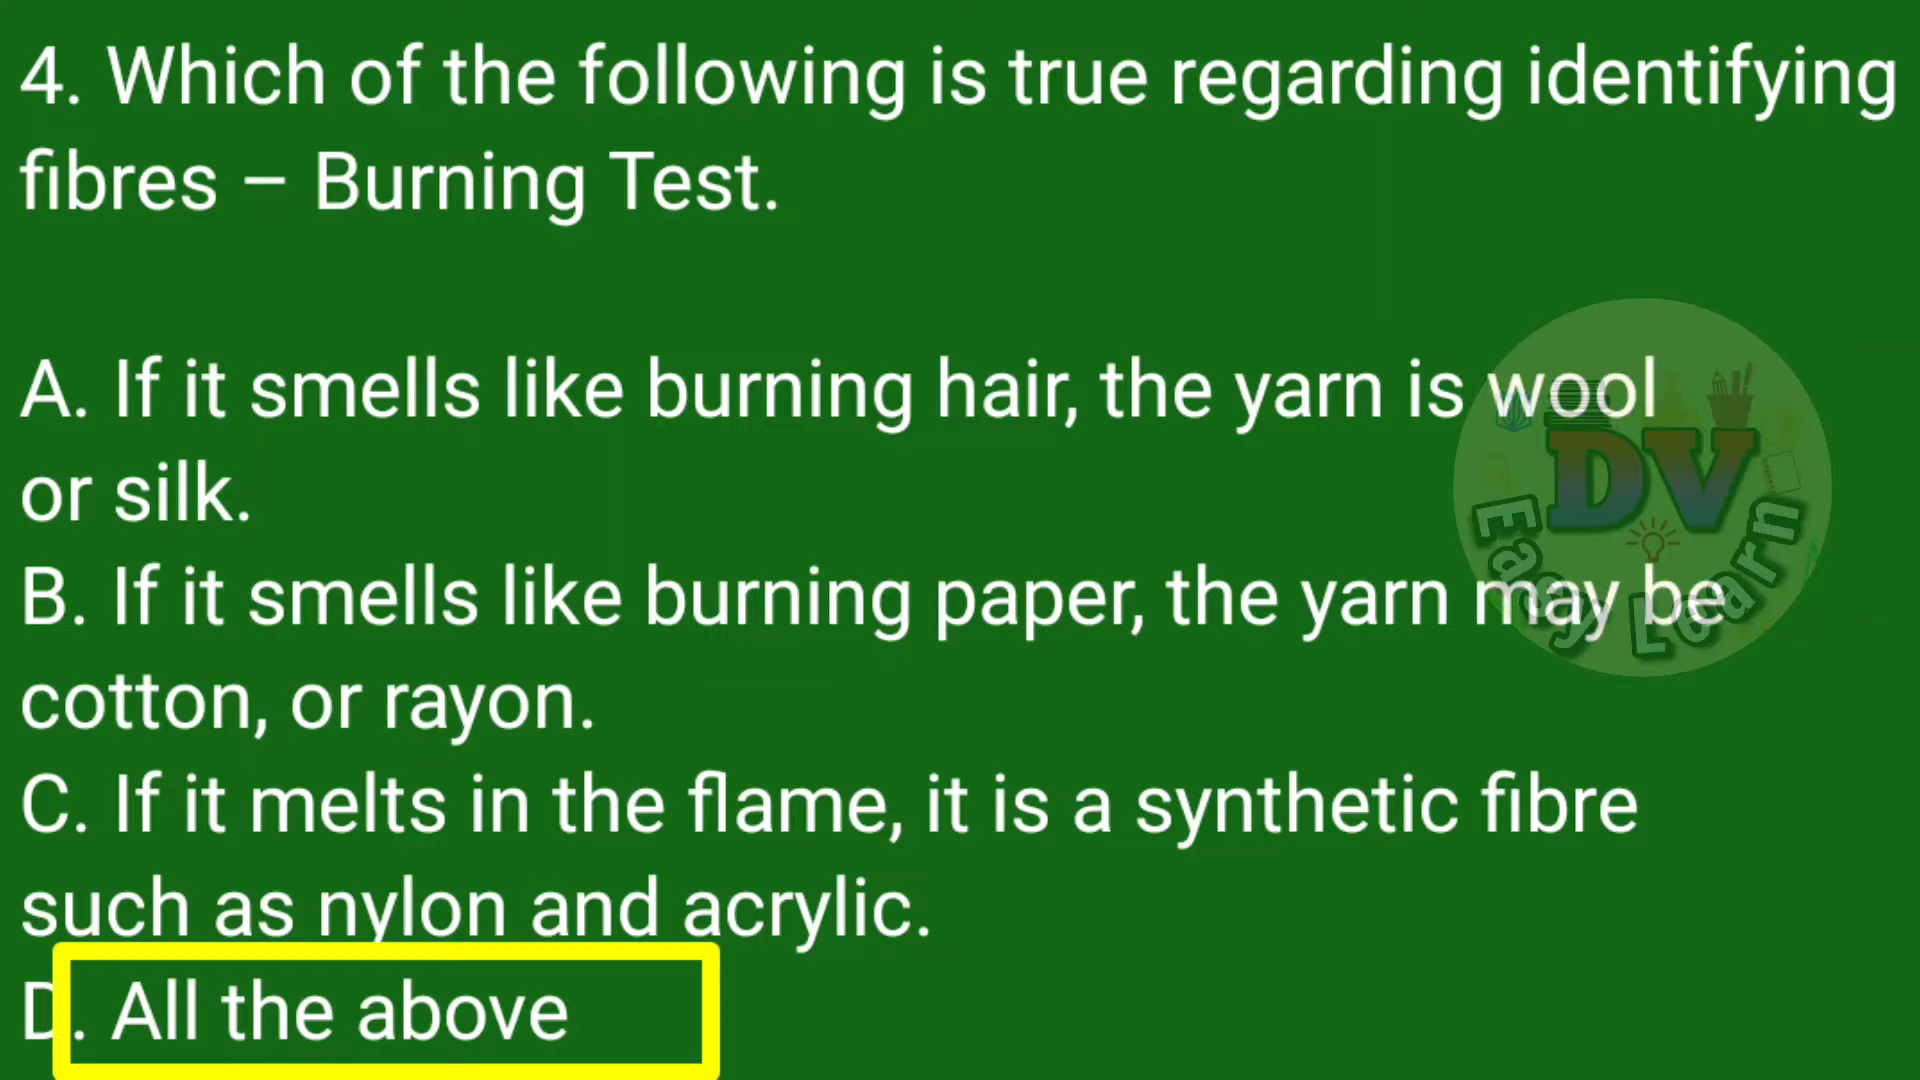 4. Which of the following is true regarding identifying
fibres – Burning Test.
A. If it smells like burning hair, the yarn is wool
or silk.
B. If it smells like burning paper, the yarn may be
cotton, or rayon.
C. If it melts in the flame, it is a synthetic fibre
such as nylon and acrylic.
D. All the above
DV
Easy Learn